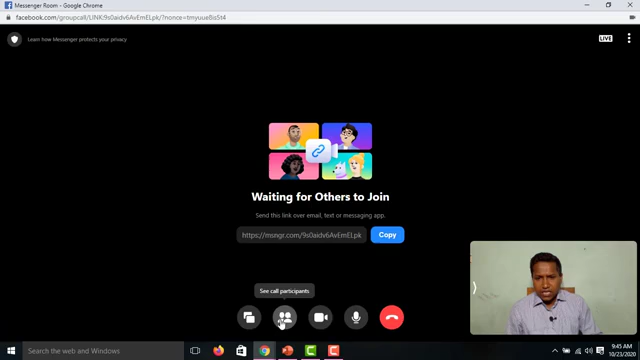 Messenger Room - Google Chrome
facebook.com/groupcall/LINK:9s0aidv6AvEmELpk/?nonce=tmyuue8is5t4
Learn how Messenger protects your privacy
LIVE
Waiting for Others to Join
Send this link over email, text or messaging app.
https://msngr.com/9s0aidv6AvEmELpk
Copy
See call participants
Search the web and Windows
9:45 AM
10/23/2020